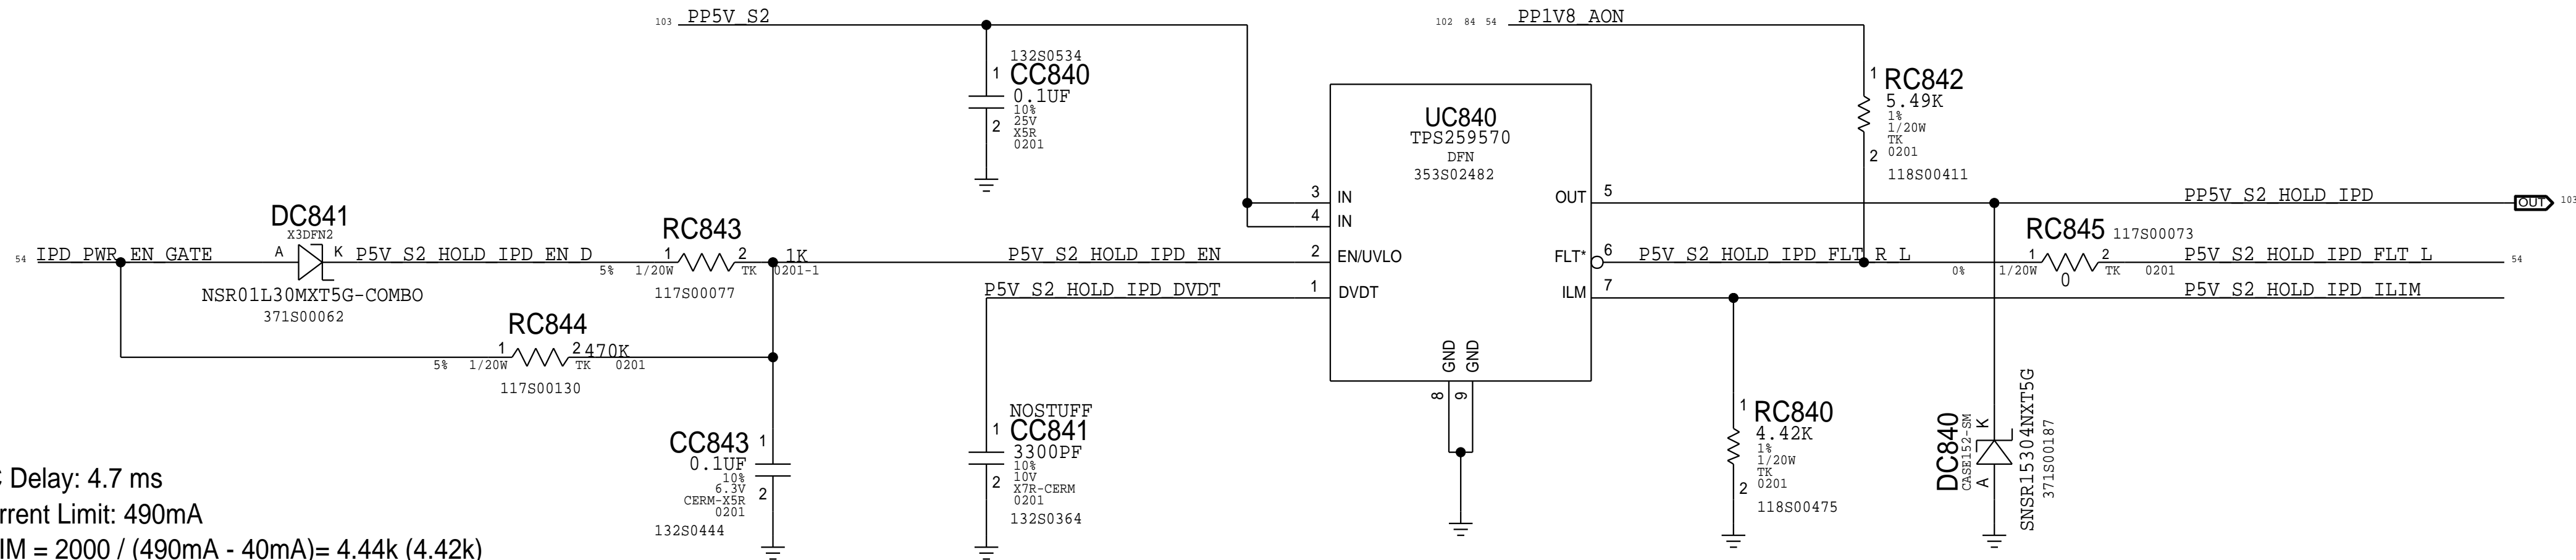 103 PP5V_S2
102 84 54 PP1V8_AON
132S0534
1 CC840
0.1UF
10%
25V
X5R
0201
2
1 RC842
5.49K
1%
1/20W
TK
0201
2
118S00411
UC840
TPS259570
DFN
353S02482
3 IN
4 IN
2 EN/UVLO
1 DVDT
OUT 5
FLT* 6
ILM 7
GND GND
8 9
PP5V_S2_HOLD_IPD
OUT 103
DC841
X3DFN2
54 IPD_PWR_EN_GATE
A K
P5V_S2_HOLD_IPD_EN_D
NSR01L30MXT5G-COMBO
371S00062
RC843
1 2 1K
5% 1/20W TK 0201-1
117S00077
P5V_S2_HOLD_IPD_EN
P5V_S2_HOLD_IPD_DVDT
P5V_S2_HOLD_IPD_FLT_R_L
RC845 117S00073
1 2
0% 1/20W TK 0201
0
P5V_S2_HOLD_IPD_FLT_L 54
P5V_S2_HOLD_IPD_ILIM
RC844
1 2 470K
5% 1/20W TK 0201
117S00130
CC843 1
0.1UF
10%
6.3V
CERM-X5R
0201
2
132S0444
NOSTUFF
1 CC841
3300PF
10%
10V
X7R-CERM
0201
2
132S0364
1 RC840
4.42K
1%
1/20W
TK
0201
2
118S00475
DC840
CASE152-SM
A K
SNSR15304NXT5G
371S00187
Delay: 4.7 ms
rrent Limit: 490mA
IM = 2000 / (490mA - 40mA)= 4.44k (4.42k)